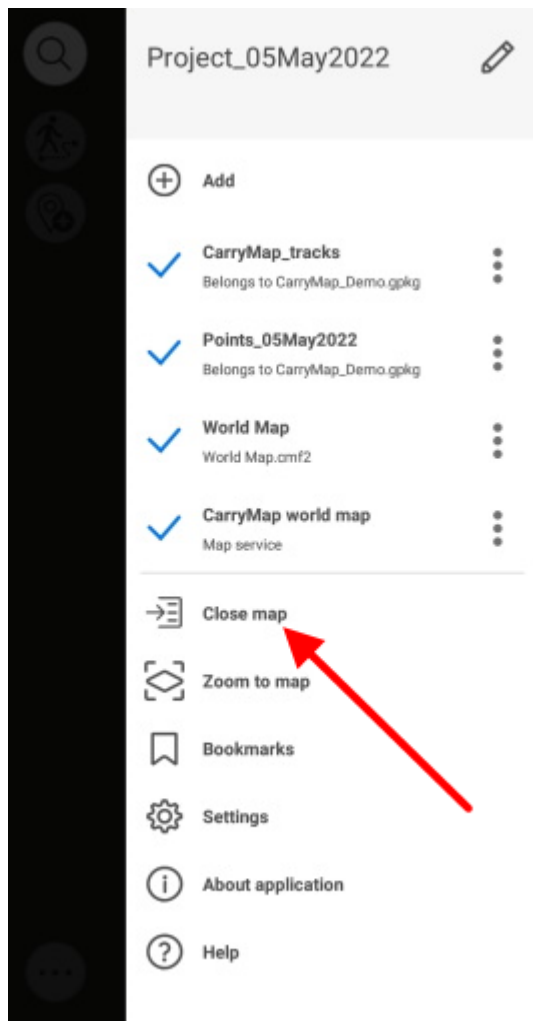 Project_05May2022
Add
CarryMap_tracks
Belongs to CarryMap_Demo.gpkg
Points_05May2022
Belongs to CarryMap_Demo.gpkg
World Map
World Map.cmf2
CarryMap world map
Map service
Close map
Zoom to map
Bookmarks
Settings
About application
Help